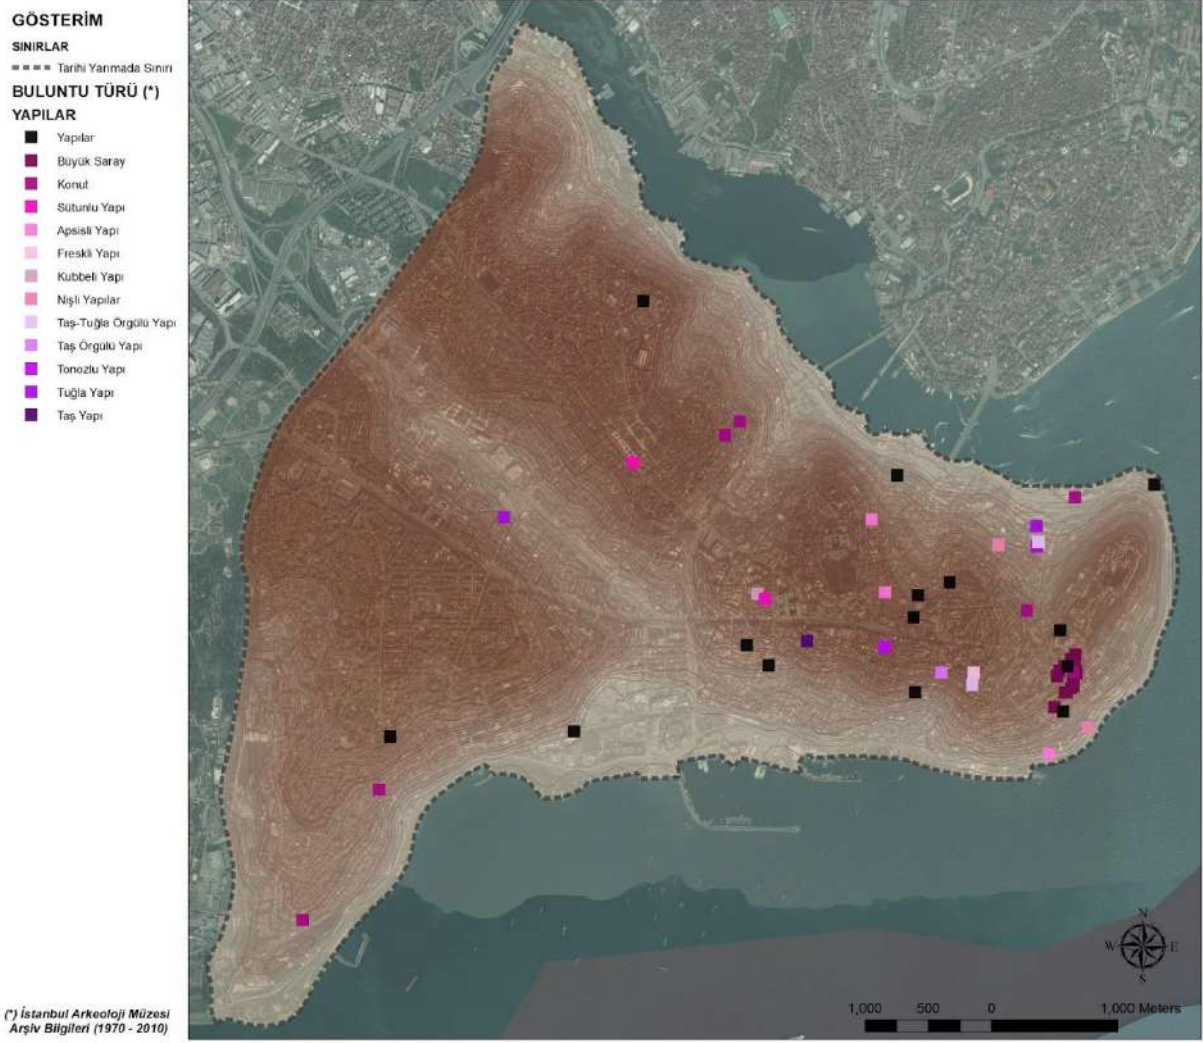 GÖSTERİM
SINIRLAR
Tarihi Yarımada Sınırı
BULUNTU TÜRÜ (*)
YAPILAR
Yapılar
Büyük Saray
Konut
Sütunlu Yapı
Apsisli Yapı
Freskli Yapı
Kubbeli Yapı
Nişli Yapılar
Taş-Tuğla Örgülü Yapı
Taş Örgülü Yapı
Tonozlu Yapı
Tuğla Yapı
Taş Yapı
N
W E
S
1,000 500 0 1,000 Meters
(*) İstanbul Arkeoloji Müzesi
Arşiv Bilgileri (1970 - 2010)